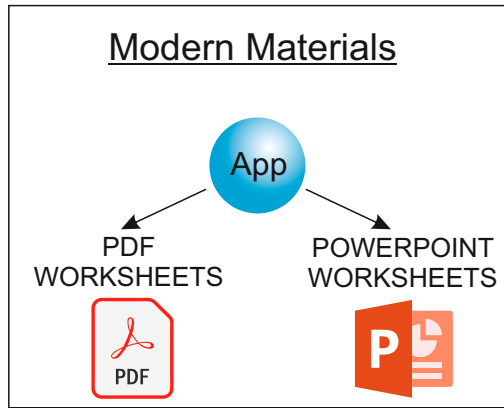 Modern Materials
App
PDF
WORKSHEETS
POWERPOINT
WORKSHEETS
PDF
P